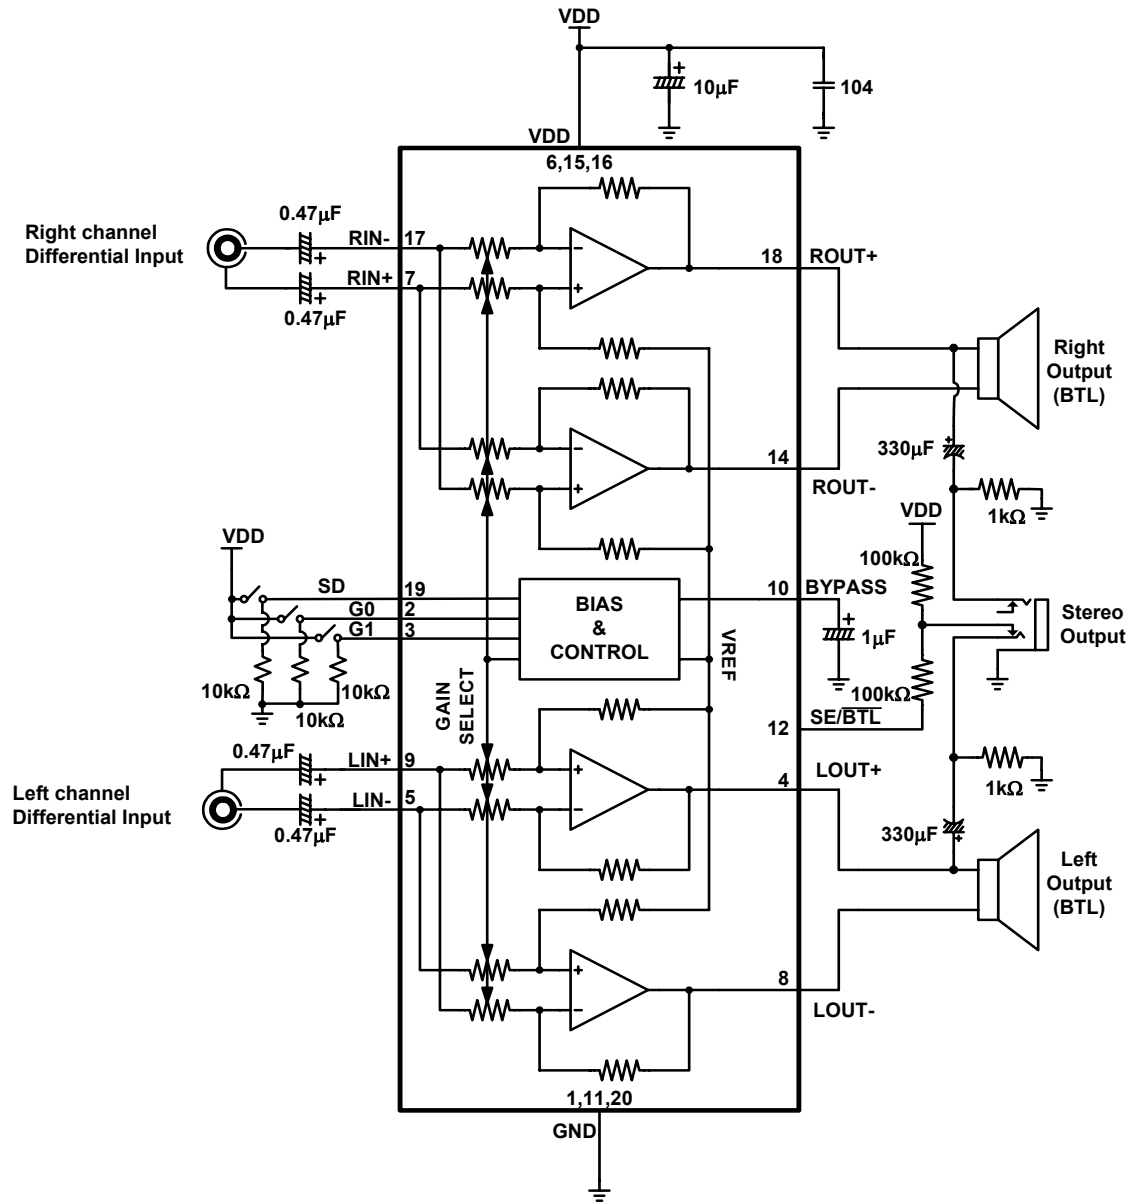 VDD
10µF
104
VDD
6,15,16
0.47µF
Right channel
Differential Input
RIN- 17
RIN+ 7
0.47µF
−
+
18 ROUT+
Right
Output
(BTL)
−
+
14
ROUT-
330µF
1kΩ
VDD
100kΩ
VDD
SD 19
G0 2
G1 3
BIAS
&
CONTROL
10 BYPASS
1µF
Stereo
Output
10kΩ
10kΩ
10kΩ
GAIN
SELECT
VREF
100kΩ
12 SE/BTL
0.47µF
Left channel
Differential Input
LIN+ 9
LIN- 5
0.47µF
+
−
4 LOUT+
1kΩ
330µF
Left
Output
(BTL)
+
−
8
LOUT-
1,11,20
GND